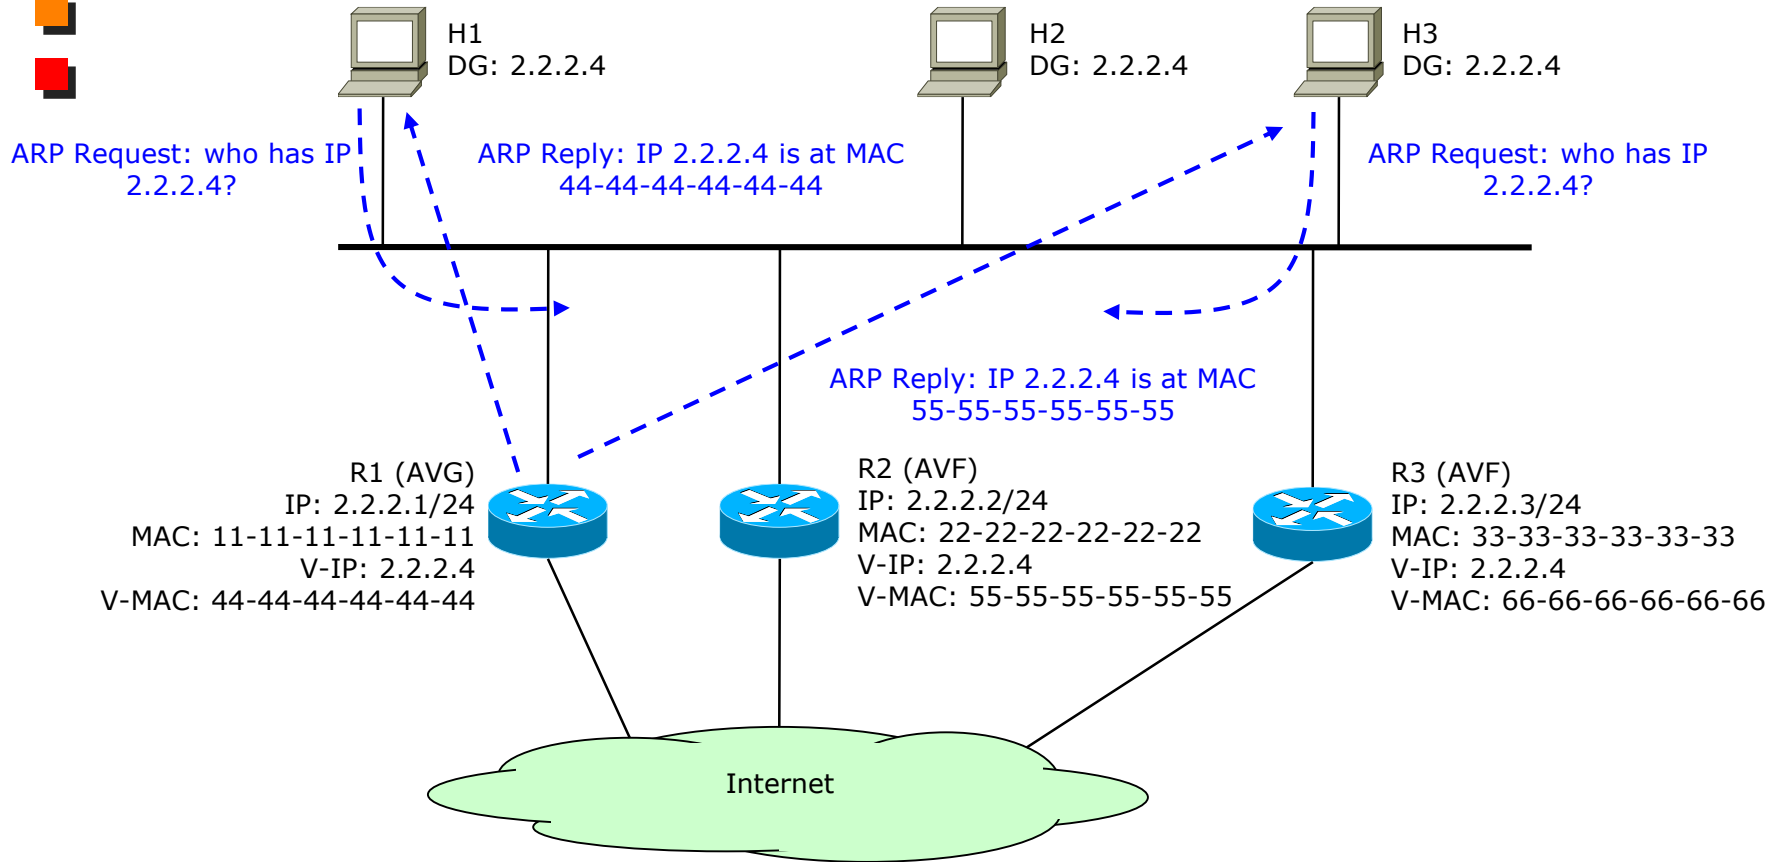 H1
DG: 2.2.2.4
H2
DG: 2.2.2.4
H3
DG: 2.2.2.4
ARP Request: who has IP
2.2.2.4?
ARP Reply: IP 2.2.2.4 is at MAC
44-44-44-44-44-44
ARP Request: who has IP
2.2.2.4?
ARP Reply: IP 2.2.2.4 is at MAC
55-55-55-55-55-55
R1 (AVG)
IP: 2.2.2.1/24
MAC: 11-11-11-11-11-11
V-IP: 2.2.2.4
V-MAC: 44-44-44-44-44-44
R2 (AVF)
IP: 2.2.2.2/24
MAC: 22-22-22-22-22-22
V-IP: 2.2.2.4
V-MAC: 55-55-55-55-55-55
R3 (AVF)
IP: 2.2.2.3/24
MAC: 33-33-33-33-33-33
V-IP: 2.2.2.4
V-MAC: 66-66-66-66-66-66
Internet